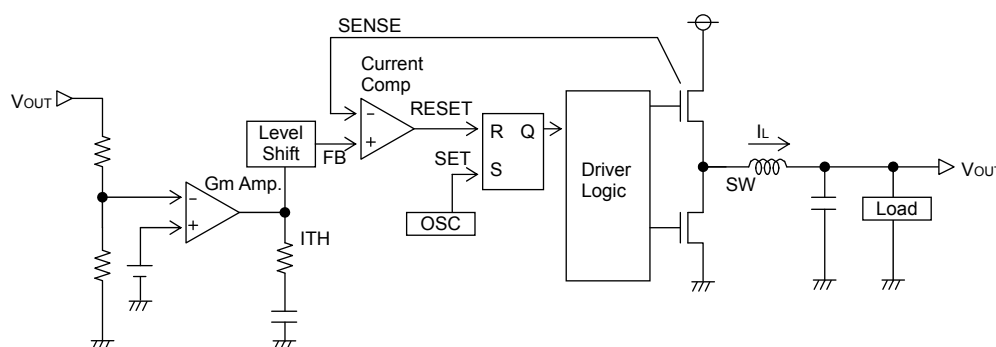 SENSE
Current
Comp
VOUT
RESET
Level
Shift
FB
R Q
S
SET
OSC
Gm Amp.
ITH
Driver
Logic
IL
SW
VOUT
Load
−
+
−
+